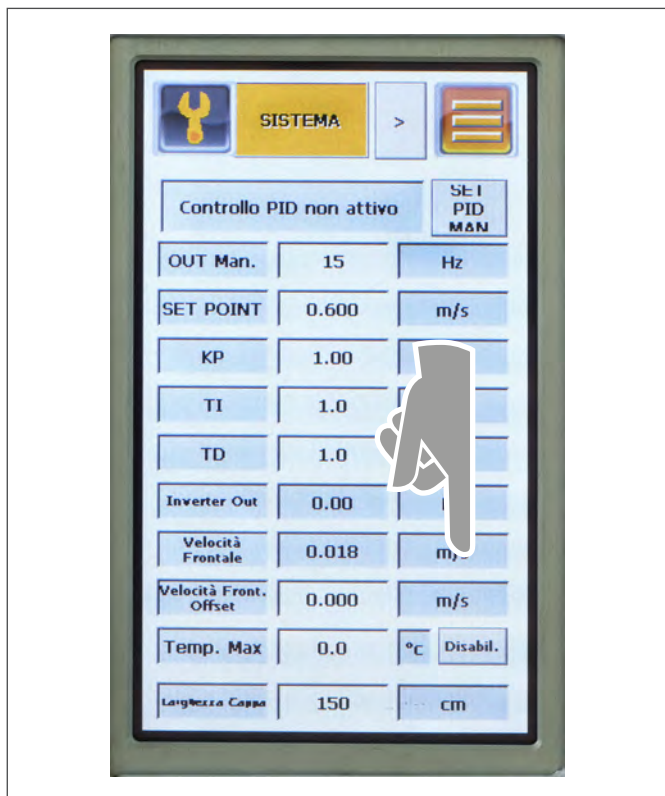 SISTEMA >
Controllo PID non attivo
SET
PID
MAN
OUT Man. 15 Hz
SET POINT 0.600 m/s
KP 1.00
TI 1.0
TD 1.0
Inverter Out 0.00
Velocità
Frontale 0.018 m/s
Velocità Front.
Offset 0.000 m/s
Temp. Max 0.0 °C Disabil.
Larghezza Cappa 150 cm